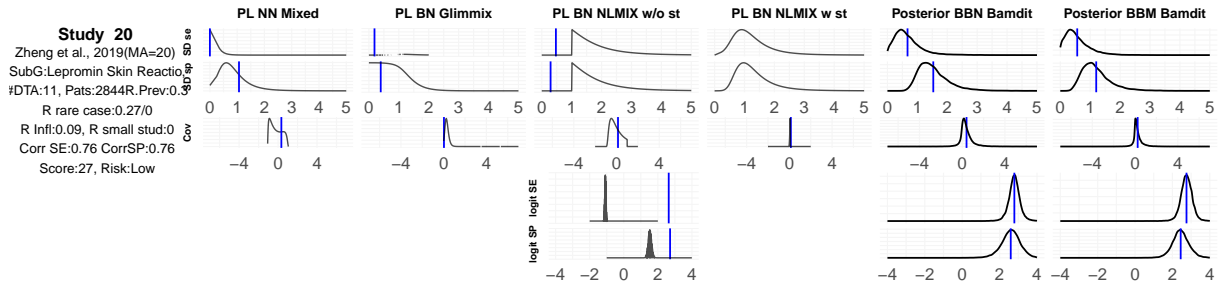 PL NN Mixed PL BN Glimmix PL BN NLMIX w/o st PL BN NLMIX w st Posterior BBN Bamdit Posterior BBM Bamdit
Study 20
Zheng et al., 2019(MA=20)
SubG:Lepromin Skin Reactio
#DTA:11, Pats:2844R.Prev:0.3
R rare case:0.27/0
R Infl:0.09, R small stud:0
Corr SE:0.76 CorrSP:0.76
Score:27, Risk:Low
SD se
SD sp
0 1 2 3 4 5 0 1 2 3 4 5 0 1 2 3 4 5 0 1 2 3 4 5 0 1 2 3 4 5 0 1 2 3 4 5
Cov
−4 0 4 −4 0 4 −4 0 4 −4 0 4 −4 0 4 −4 0 4
logit SE
logit SP
−4 −2 0 2 4 −4 −2 0 2 4 −4 −2 0 2 4